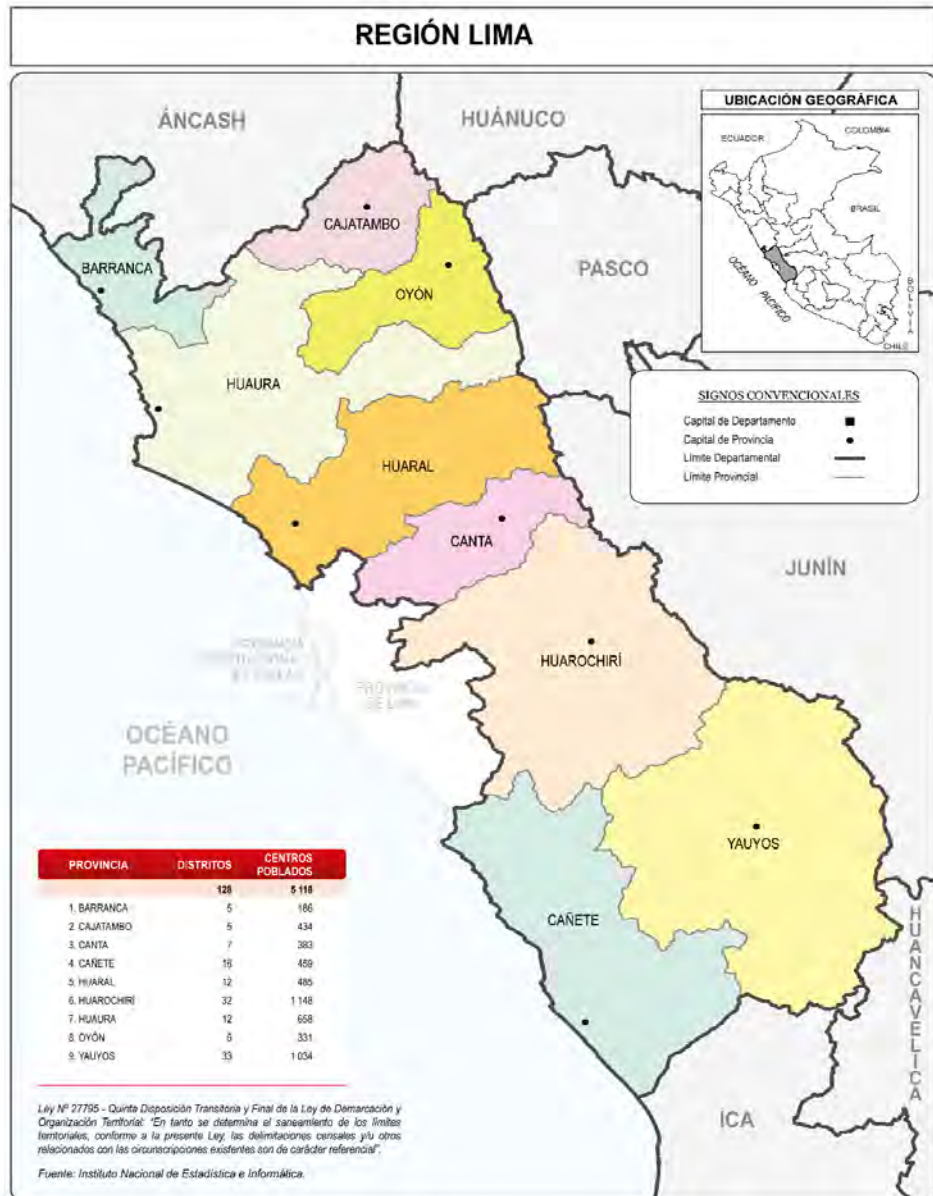 REGIÓN LIMA
ÁNCASH
HUÁNUCO
UBICACIÓN GEOGRÁFICA
ECUADOR
COLOMBIA
BRASIL
OCÉANO PACÍFICO
BOLIVIA
CHILE
CAJATAMBO
BARRANCA
OYÓN
PASCO
HUAURA
SIGNOS CONVENCIONALES
Capital de Departamento
Capital de Provincia
Límite Departamental
Límite Provincial
HUARAL
CANTA
JUNÍN
HUAROCHIRÍ
PROVINCIA
PROVINCIA
DE LIMA
OCÉANO
PACÍFICO
YAUYOS
CAÑETE
HUANCAVELICA
ICA
PROVINCIA DISTRITOS CENTROS
POBLADOS
128 5 118
1. BARRANCA 5 186
2. CAJATAMBO 5 434
3. CANTA 7 383
4. CAÑETE 16 459
5. HUARAL 12 485
6. HUAROCHIRÍ 32 1 148
7. HUAURA 12 658
8. OYÓN 6 331
9. YAUYOS 33 1 034
Ley Nº 27795 - Quinta Disposición Transitoria y Final de la Ley de Demarcación y
Organización Territorial: "En tanto se determina el saneamiento de los límites
territoriales, conforme a la presente Ley, las delimitaciones censales y/u otros
relacionados con las circunscripciones existentes son de carácter referencial".
Fuente: Instituto Nacional de Estadística e Informática.